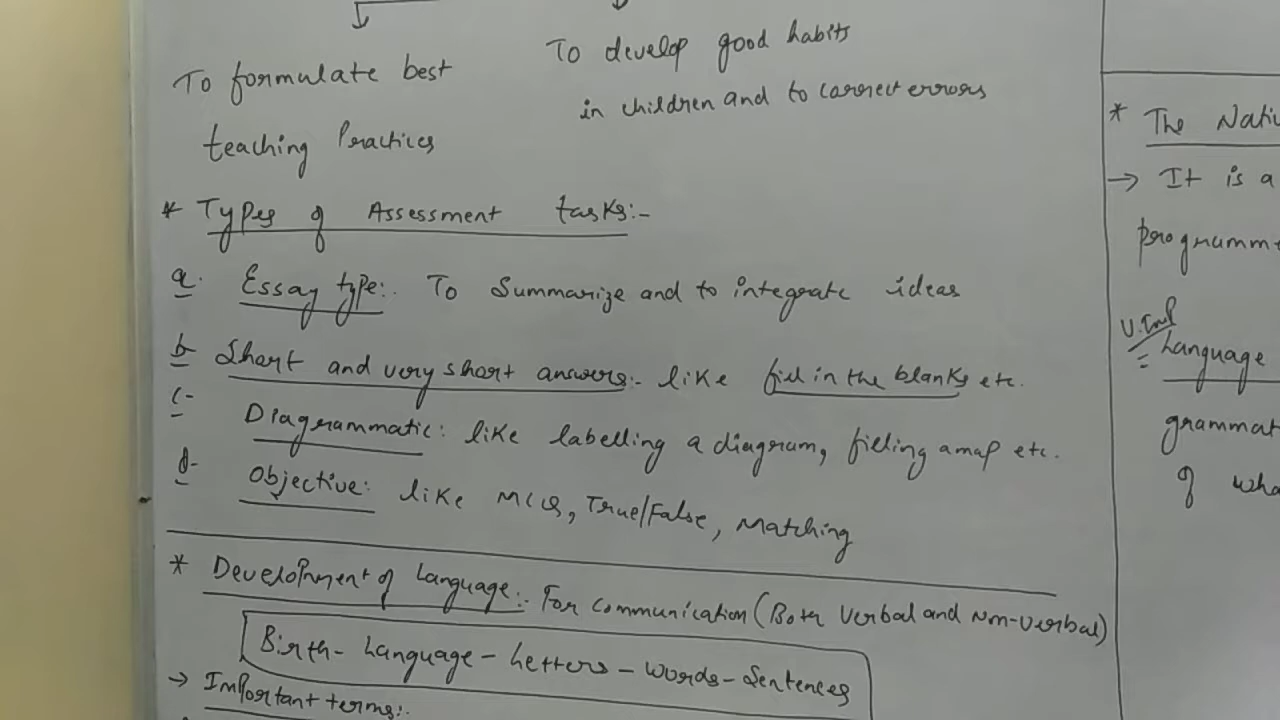 To formulate best
teaching Practices
To develop good habits
in children and to correct errors
* Types of Assessment tasks:-
a. Essay type:. To Summarize and to integrate ideas
b Short and very short answers:- like fill in the blanks etc.
c- Diagrammatic: like labelling a diagram, filling a map etc.
d- Objective: like MCQ, True/False, Matching
* Development of Language:. For Communication (Both Verbal and Non-verbal)
Birth- Language - Letters - words - Sentences
→ Important terms:.
* The Nati
→ It is a
programm
V.Imp
Language
grammat
of wha